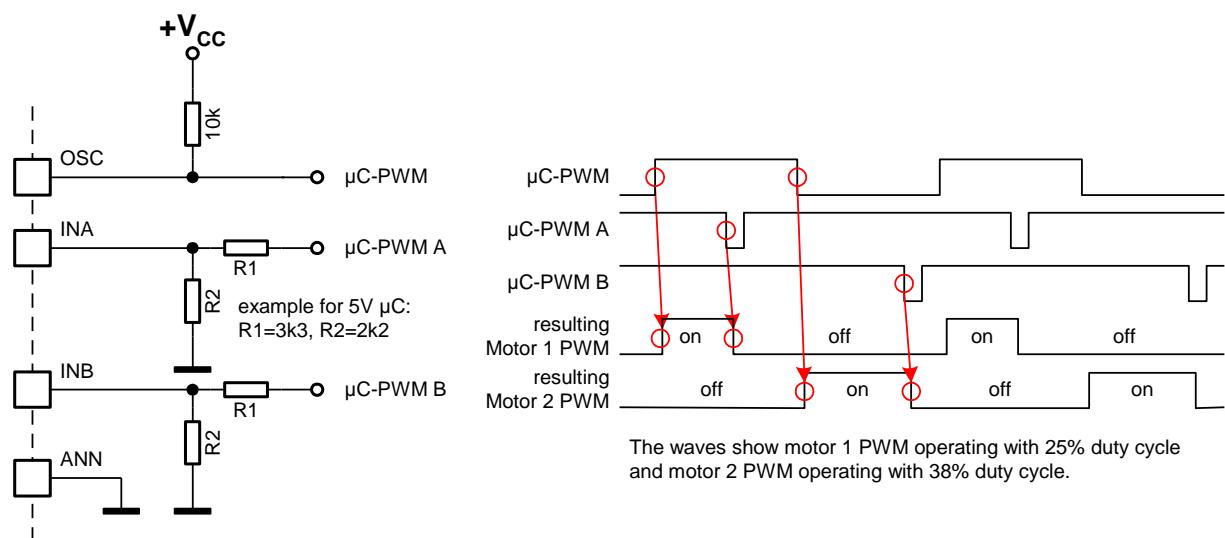 +VCC
10k
OSC
µC-PWM
INA
µC-PWM A
R1
R2
example for 5V µC:
R1=3k3, R2=2k2
INB
µC-PWM B
R1
R2
ANN
µC-PWM
µC-PWM A
µC-PWM B
resulting
Motor 1 PWM
on
off
on
off
resulting
Motor 2 PWM
off
on
off
on
The waves show motor 1 PWM operating with 25% duty cycle
and motor 2 PWM operating with 38% duty cycle.